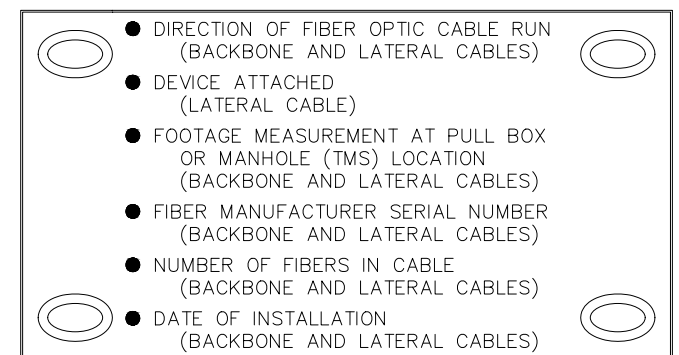 ● DIRECTION OF FIBER OPTIC CABLE RUN
(BACKBONE AND LATERAL CABLES)
● DEVICE ATTACHED
(LATERAL CABLE)
● FOOTAGE MEASUREMENT AT PULL BOX
OR MANHOLE (TMS) LOCATION
(BACKBONE AND LATERAL CABLES)
● FIBER MANUFACTURER SERIAL NUMBER
(BACKBONE AND LATERAL CABLES)
● NUMBER OF FIBERS IN CABLE
(BACKBONE AND LATERAL CABLES)
● DATE OF INSTALLATION
(BACKBONE AND LATERAL CABLES)